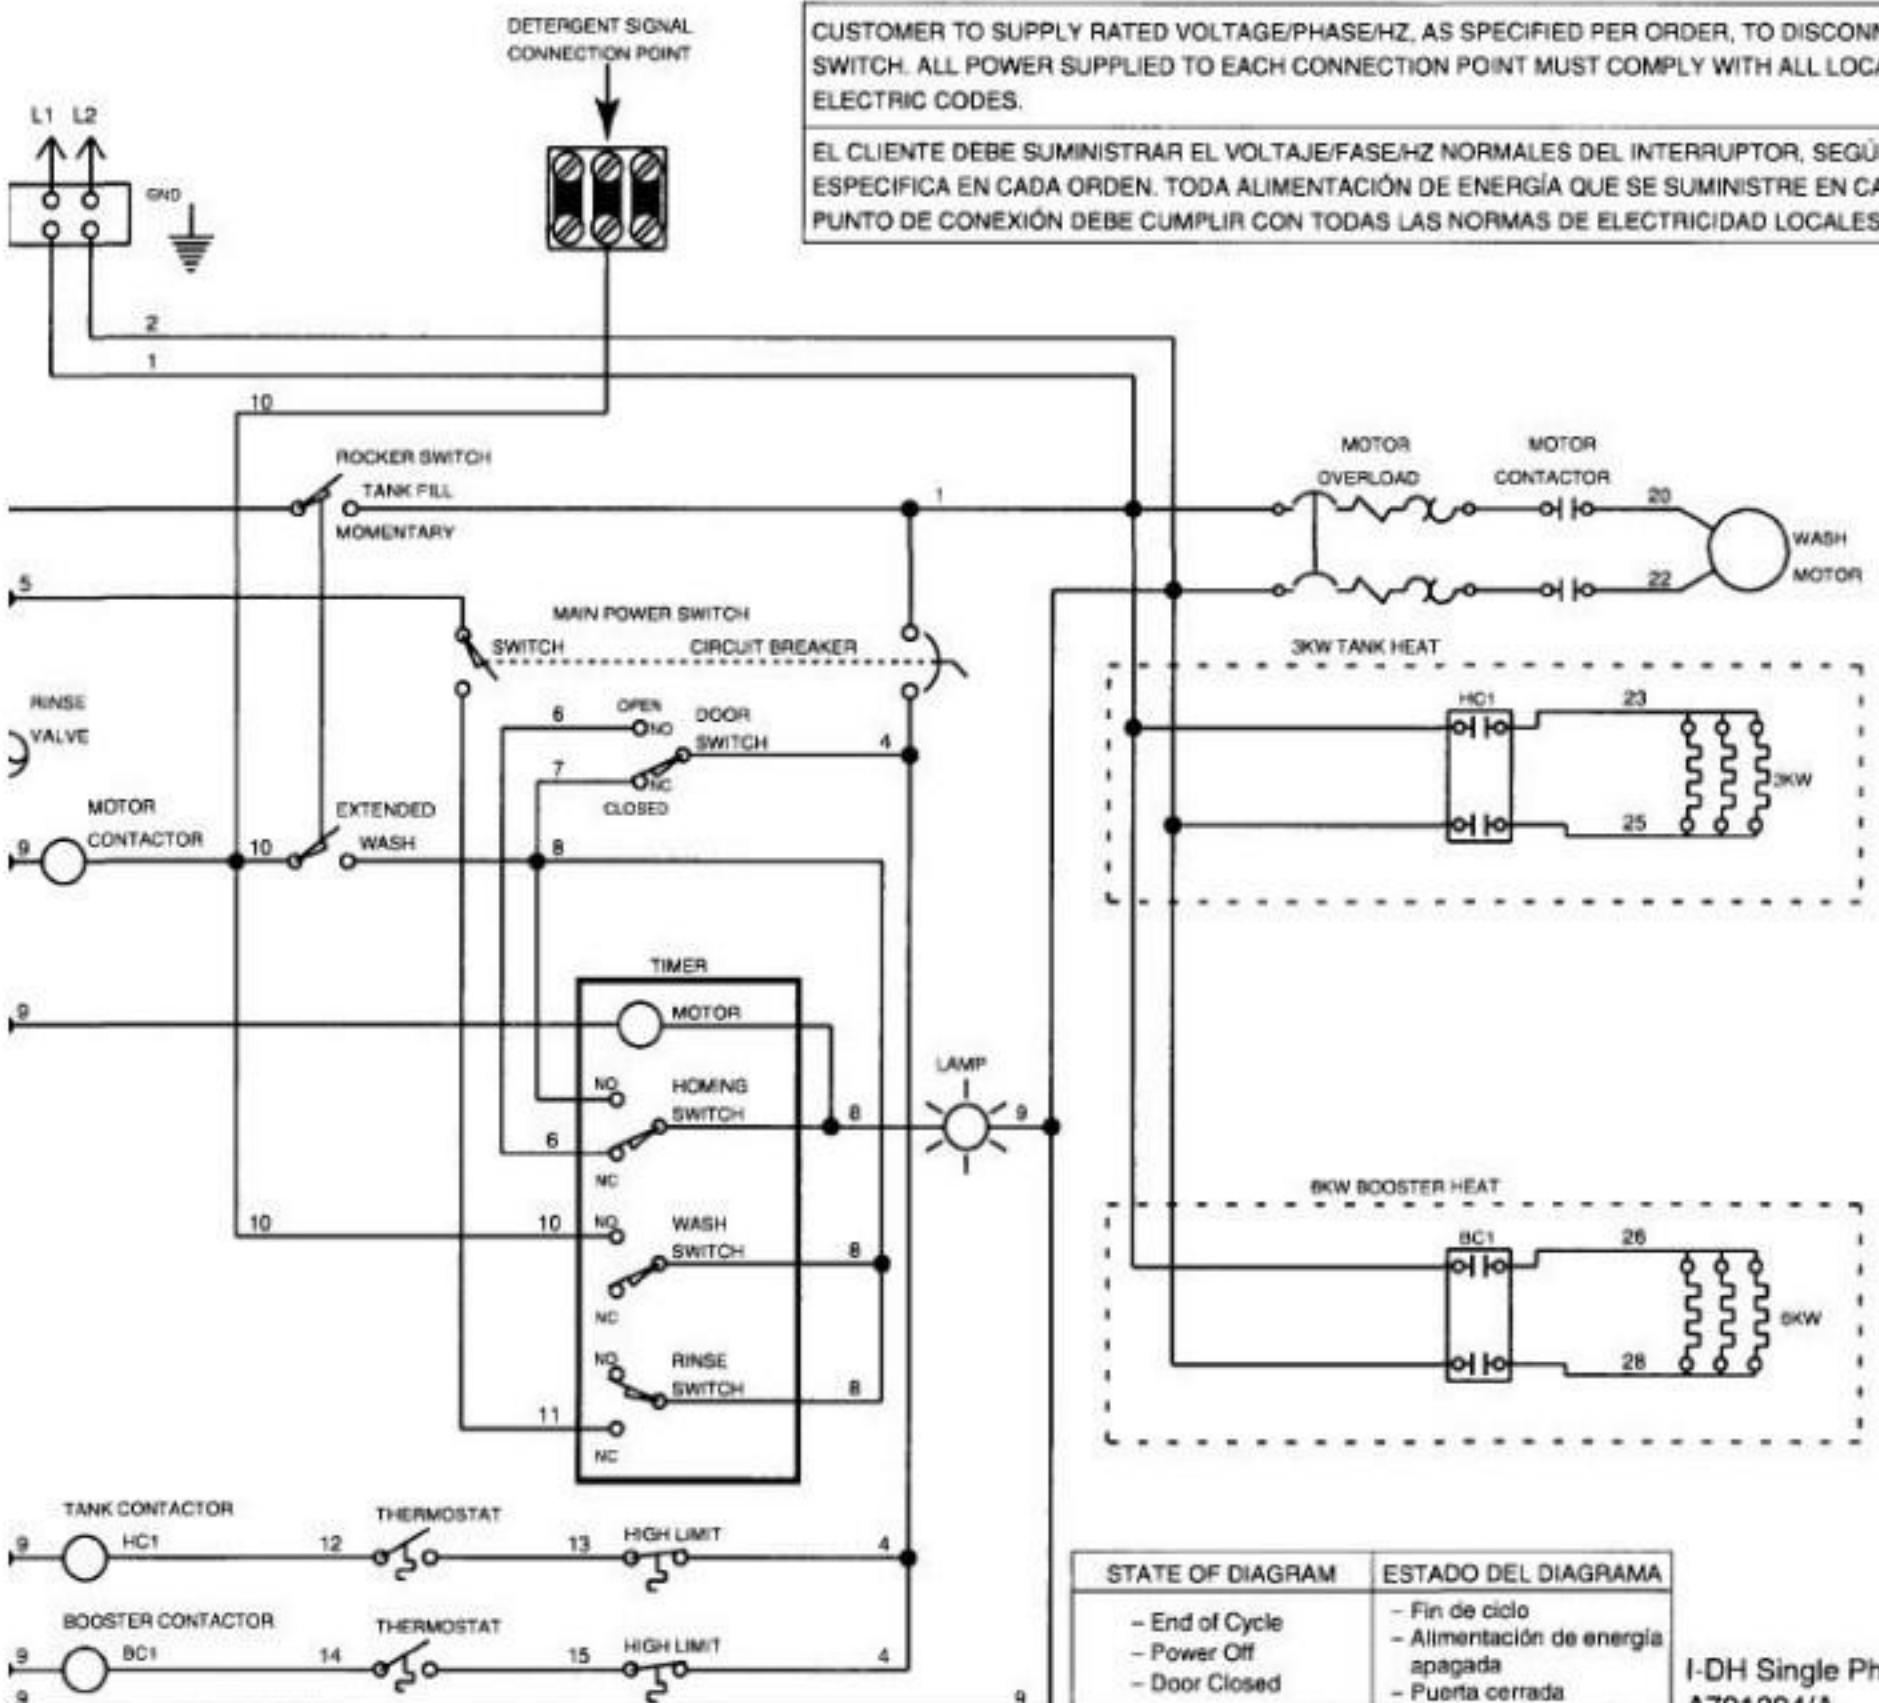 DETERGENT SIGNAL
CONNECTION POINT
CUSTOMER TO SUPPLY RATED VOLTAGE/PHASE/HZ, AS SPECIFIED PER ORDER, TO
SWITCH. ALL POWER SUPPLIED TO EACH CONNECTION POINT MUST COMPLY WITH ALL
ELECTRIC CODES.
EL CLIENTE DEBE SUMINISTRAR EL VOLTAJE/FASE/HZ NORMALES DEL INTERRUPTOR,
ESPECIFICA EN CADA ORDEN. TODA ALIMENTACIÓN DE ENERGÍA QUE SE SUMINISTRE EN
PUNTO DE CONEXIÓN DEBE CUMPLIR CON TODAS LAS NORMAS DE ELECTRICIDAD LOCALES
L1 L2
GND
2
1
10
ROCKER SWITCH
TANK FILL
MOMENTARY
1
MOTOR
OVERLOAD
MOTOR
CONTACTOR
20
22
WASH
MOTOR
5
MAIN POWER SWITCH
SWITCH
CIRCUIT BREAKER
3KW TANK HEAT
HC1
23
25
3KW
RINSE
VALVE
6
OPEN
NO
DOOR
SWITCH
4
7
NC
CLOSED
MOTOR
CONTACTOR
9
10
EXTENDED
WASH
8
TIMER
9
MOTOR
NO
HOMING
SWITCH
8
6
NC
LAMP
9
10
10
NO
WASH
SWITCH
8
NC
NO
RINSE
SWITCH
8
11
NC
6KW BOOSTER HEAT
BC1
26
28
6KW
TANK CONTACTOR
9
HC1
12
THERMOSTAT
13
HIGH LIMIT
4
BOOSTER CONTACTOR
9
BC1
14
THERMOSTAT
15
HIGH LIMIT
4
9
9
STATE OF DIAGRAM
– End of Cycle
– Power Off
– Door Closed
ESTADO DEL DIAGRAMA
– Fin de ciclo
– Alimentación de energía
apagada
– Puerta cerrada
I-DH Single